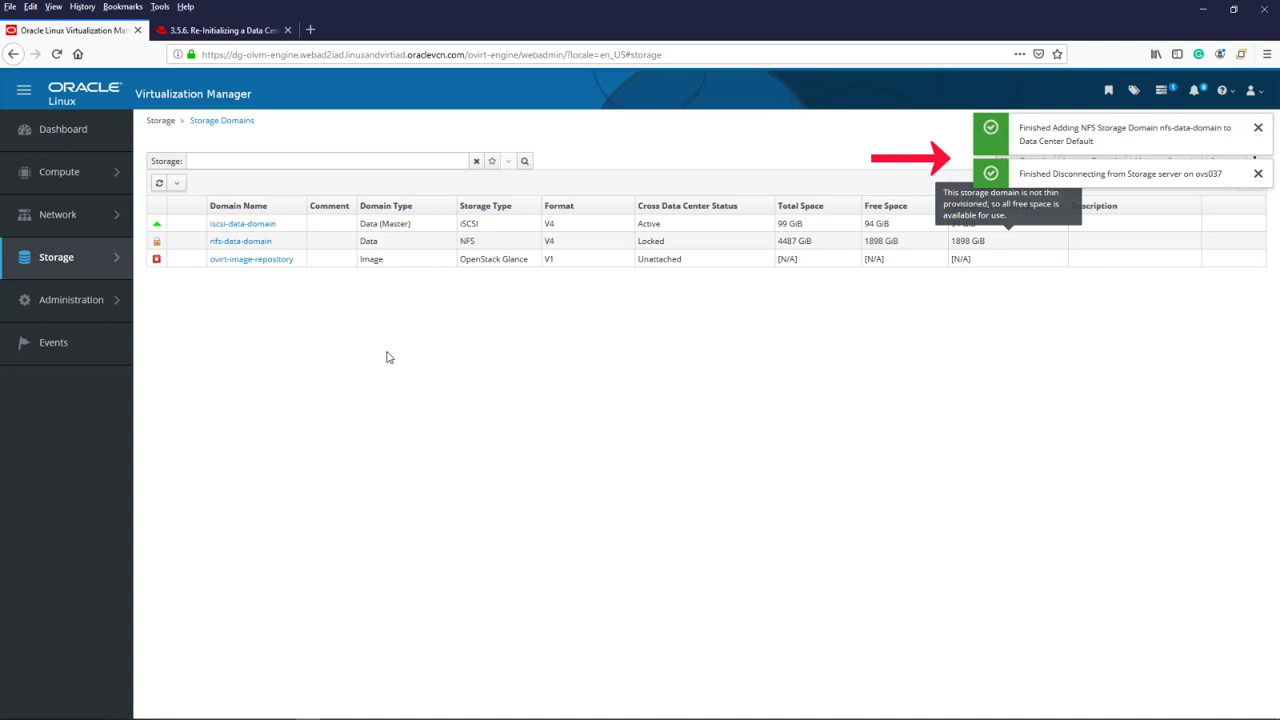 File Edit View History Bookmarks Tools Help
Oracle Linux Virtualization Man
3.5.6. Re-Initializing a Data Cen
https://dg-olvm-engine.webad2iad.linuxandvirtiad.oraclevcn.com/ovirt-engine/webadmin/?locale=en_US#storage
ORACLE
Linux
Virtualization Manager
1
6
Dashboard
Compute
Network
Storage
Administration
Events
Storage » Storage Domains
Finished Adding NFS Storage Domain nfs-data-domain to
Data Center Default
Finished Disconnecting from Storage server on ovs037
Storage:
This storage domain is not thin
provisioned, so all free space is
available for use.
Domain Name Comment Domain Type Storage Type Format Cross Data Center Status Total Space Free Space Description
iscsi-data-domain Data (Master) iSCSI V4 Active 99 GiB 94 GiB
nfs-data-domain Data NFS V4 Locked 4487 GiB 1898 GiB 1898 GiB
ovirt-image-repository Image OpenStack Glance V1 Unattached [N/A] [N/A] [N/A]